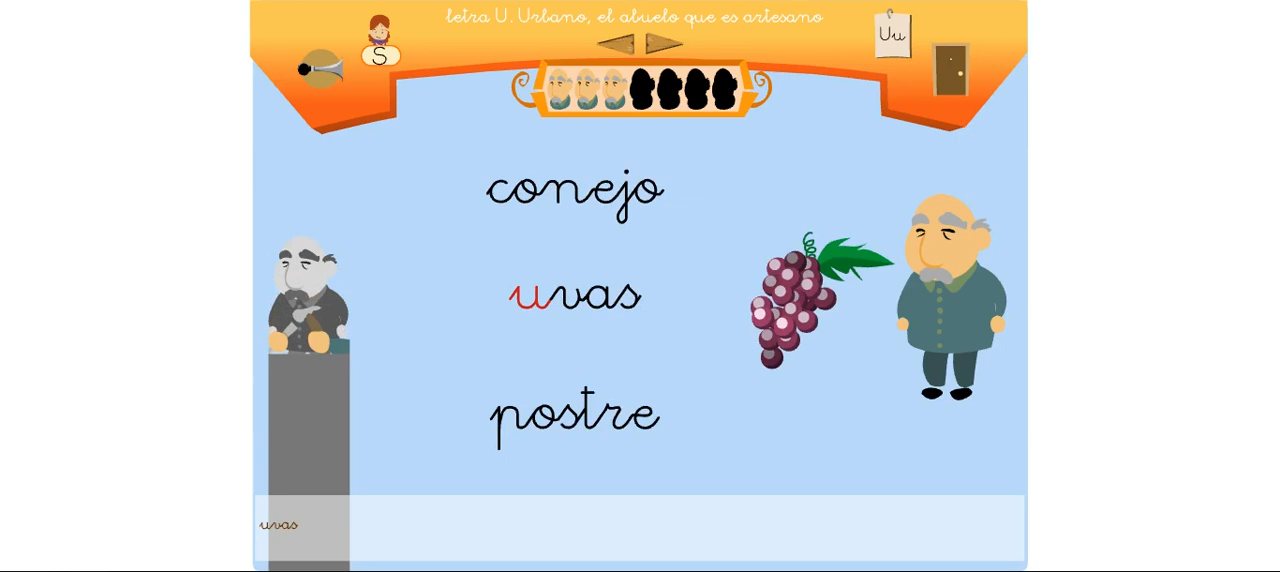 letra U. Urbano, el abuelo que es artesano
S
Uu
conejo
uvas
postre
uvas